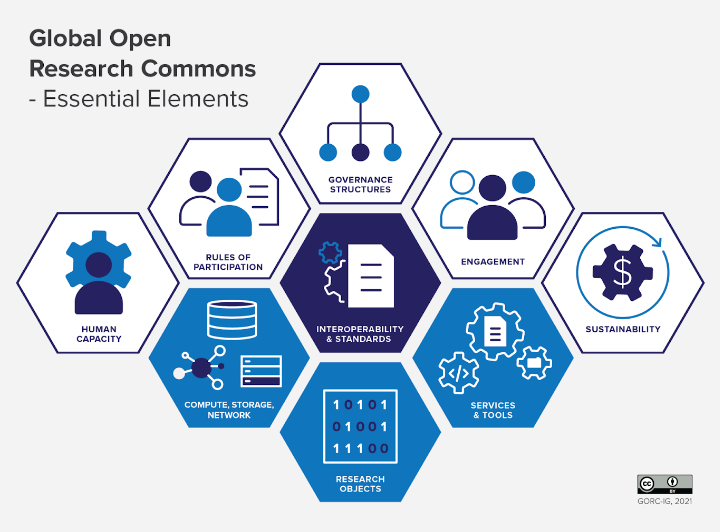 Global Open
Research Commons
- Essential Elements
GOVERNANCE
STRUCTURES
RULES OF
PARTICIPATION
ENGAGEMENT
HUMAN
CAPACITY
INTEROPERABILITY
& STANDARDS
$
SUSTAINABILITY
COMPUTE, STORAGE,
NETWORK
</>
SERVICES
& TOOLS
1 0 1 0 1
0 1 0 0 1
1 1 1 0 0
RESEARCH
OBJECTS
cc
BY
GORC-IG, 2021